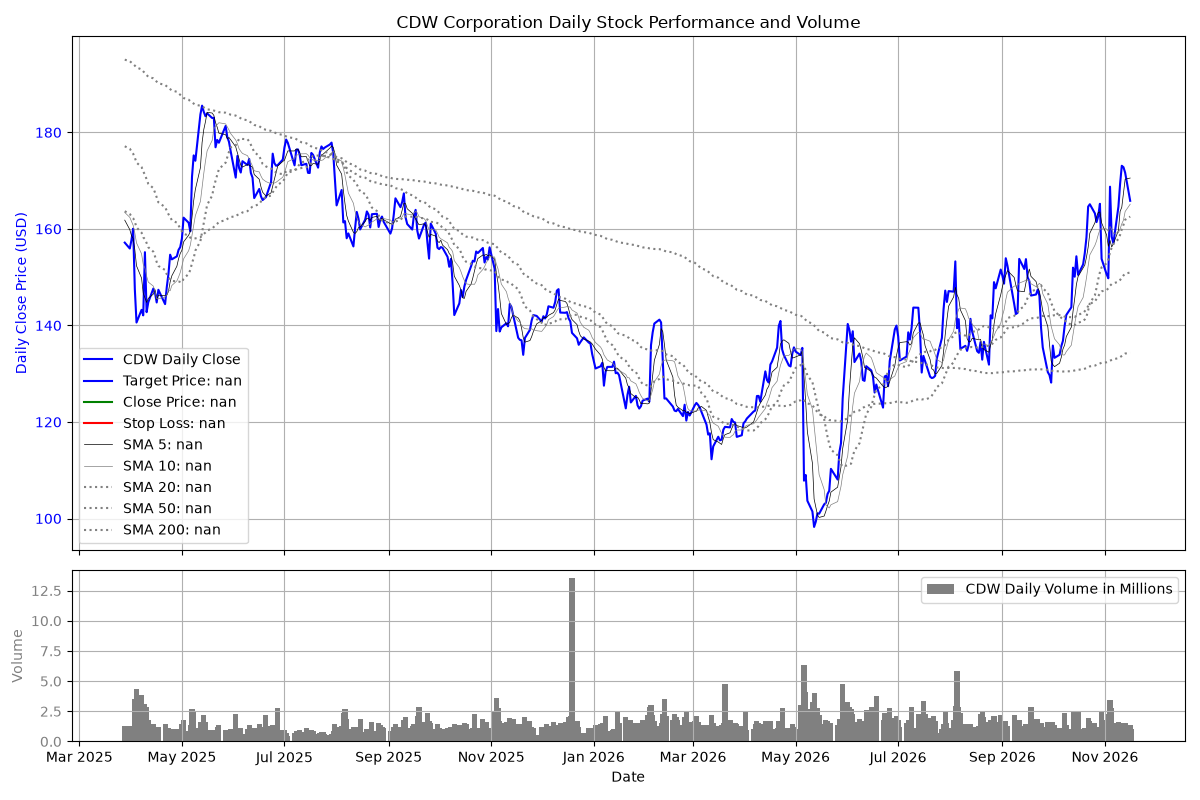 CDW Corporation Daily Stock Performance and Volume
Daily Close Price (USD)
180
160
140
120
100
CDW Daily Close
Target Price: nan
Close Price: nan
Stop Loss: nan
SMA 5: nan
SMA 10: nan
SMA 20: nan
SMA 50: nan
SMA 200: nan
Volume
12.5
10.0
7.5
5.0
2.5
0.0
CDW Daily Volume in Millions
Mar 2025 May 2025 Jul 2025 Sep 2025 Nov 2025 Jan 2026 Mar 2026 May 2026 Jul 2026 Sep 2026 Nov 2026
Date